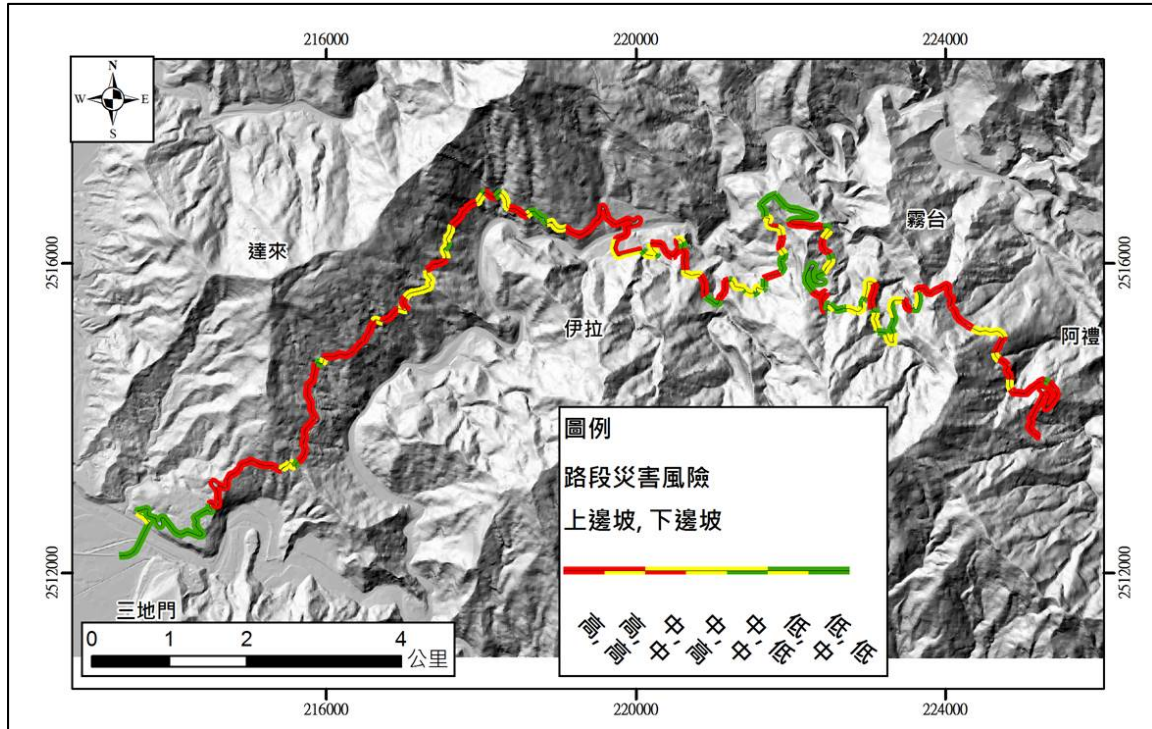 216000 220000 224000
N
W E
S
霧台
達來
2516000 2516000
伊拉
阿禮
圖例
路段災害風險
上邊坡, 下邊坡
2512000 2512000
三地門
0 1 2 4
公里
高、高
高、中
中、高
中、中
中、低
低、中
低、低
216000 220000 224000